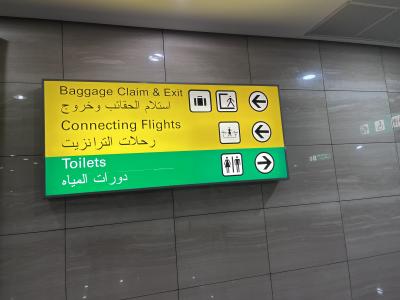 Baggage Claim & Exit
استلام الحقائب وخروج
Connecting Flights
رحلات الترانزيت
Toilets
دورات المياه